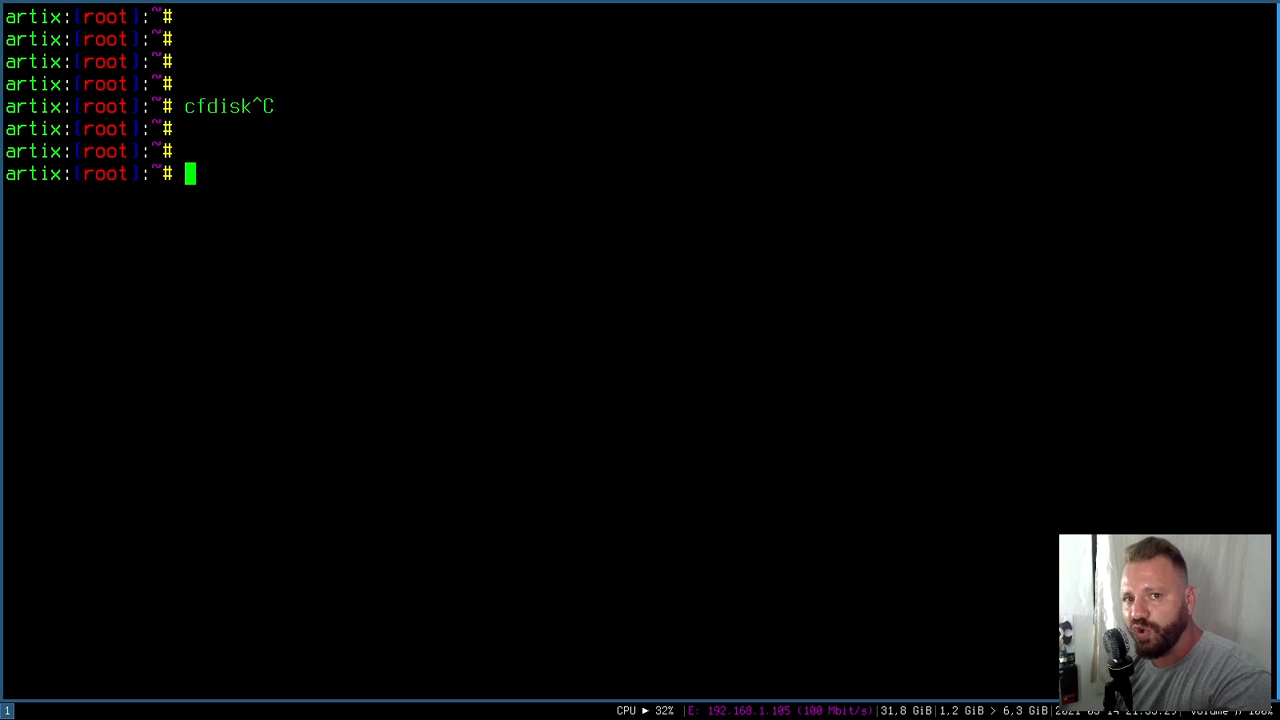 artix:[root]:~#
artix:[root]:~#
artix:[root]:~#
artix:[root]:~#
artix:[root]:~# cfdisk^C
artix:[root]:~#
artix:[root]:~#
artix:[root]:~#
1 CPU ► 32% |E: 192.168.1.105 (100 Mbit/s)|31,8 GiB|1,2 GiB > 6,3 GiB|